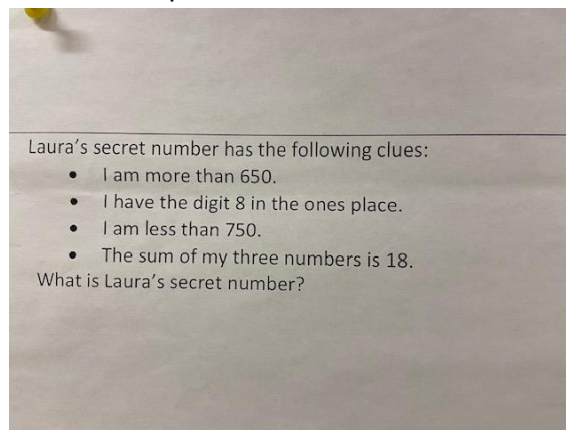 Laura's secret number has the following clues:
• I am more than 650.
• I have the digit 8 in the ones place.
• I am less than 750.
• The sum of my three numbers is 18.
What is Laura's secret number?